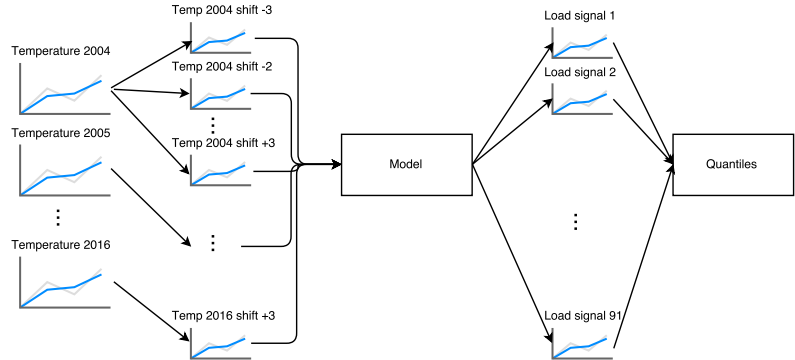 Temperature 2004
Temperature 2005
Temperature 2016
Temp 2004 shift -3
Temp 2004 shift -2
Temp 2004 shift +3
Temp 2016 shift +3
Model
Load signal 1
Load signal 2
Load signal 91
Quantiles